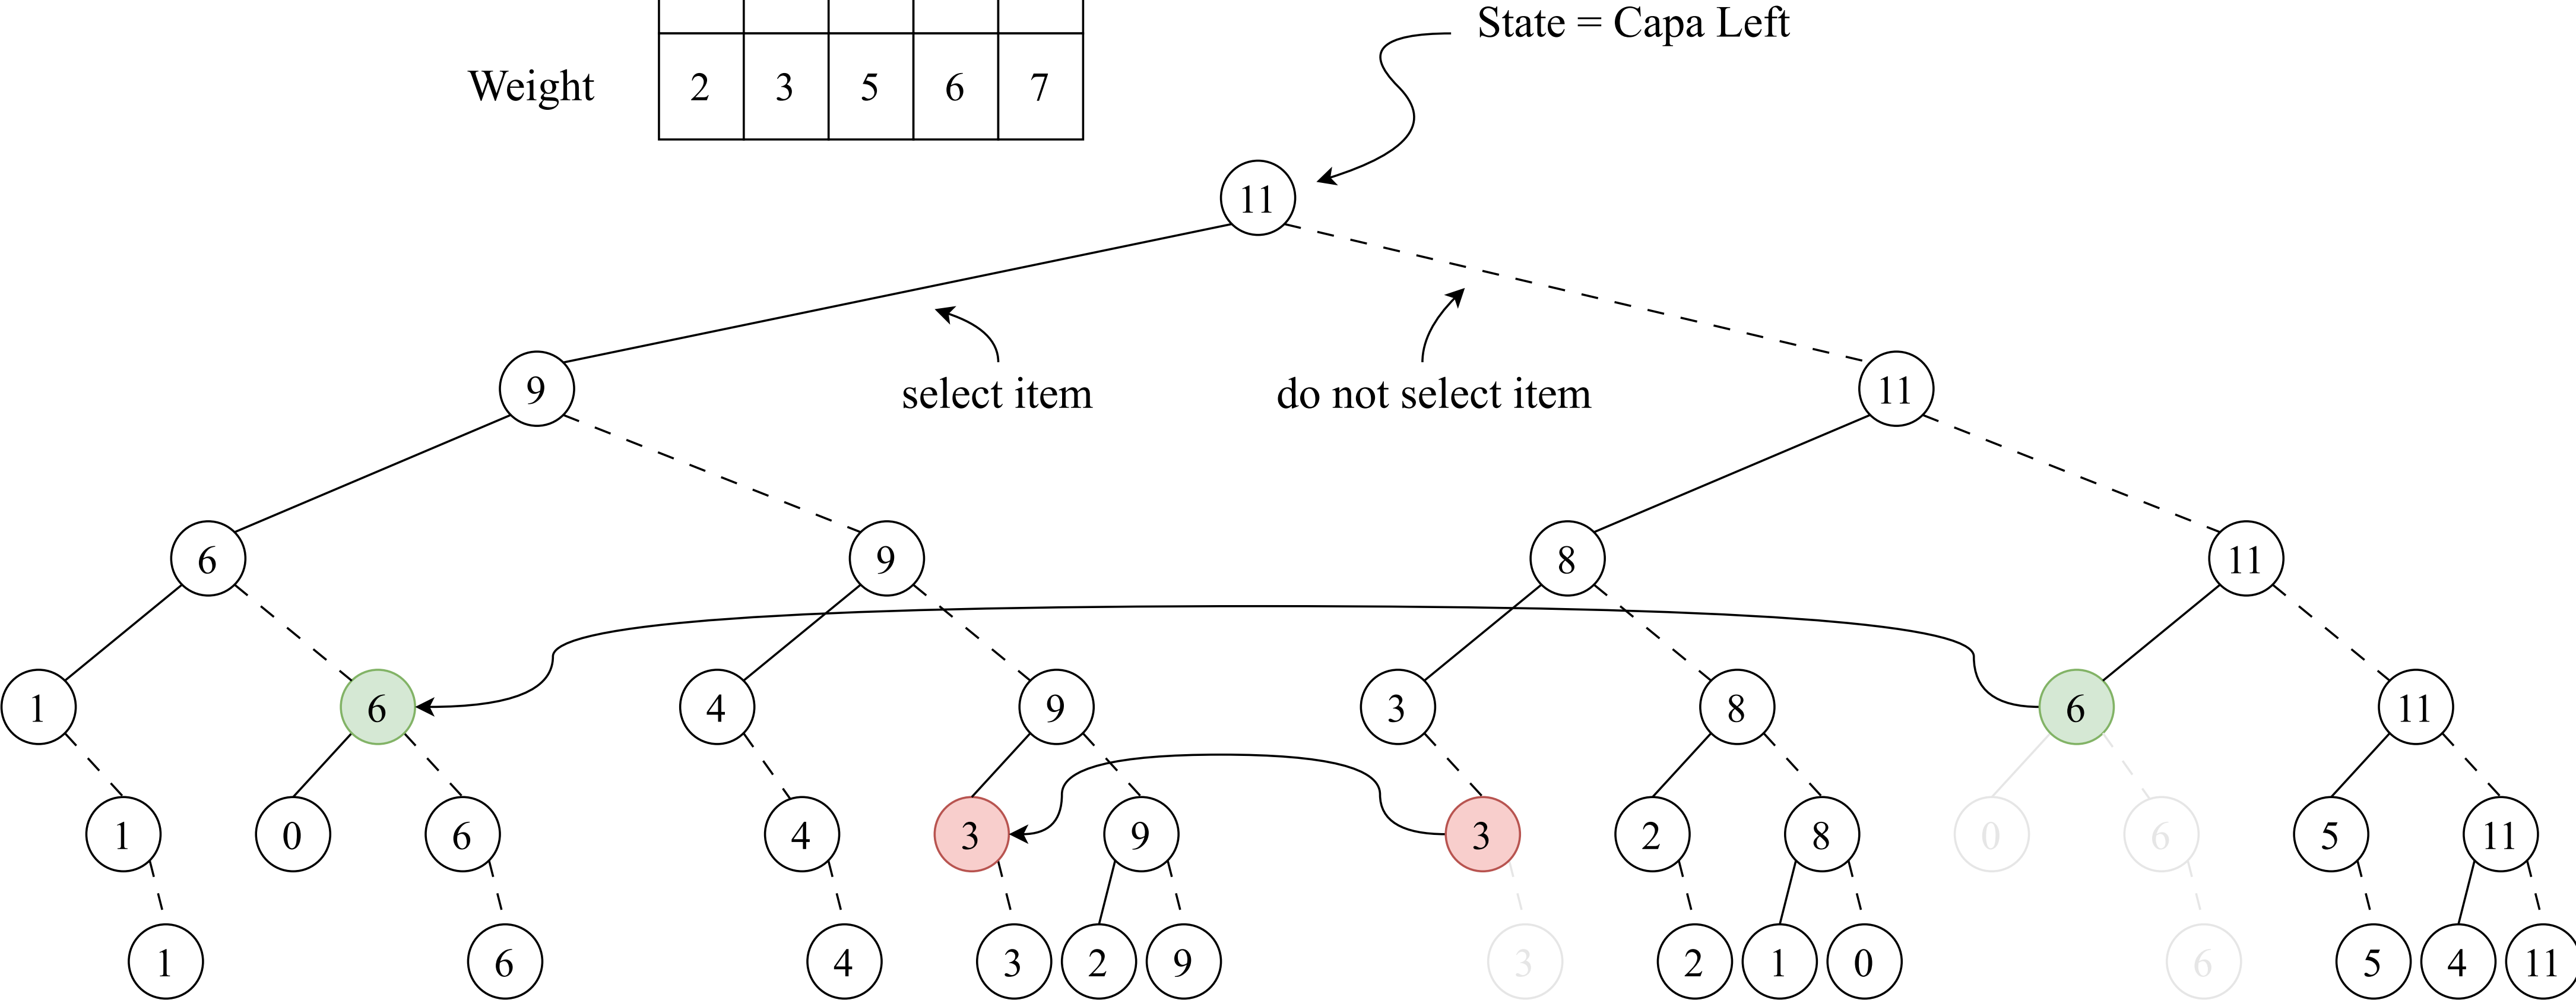 State = Capa Left
Weight 2 3 5 6 7
11
select item do not select item
9 11
6 9 8 11
1 6 4 9 3 8 6 11
1 0 6 4 3 9 3 2 8 0 6 5 11
1 6 4 3 2 9 3 2 1 0 6 5 4 11